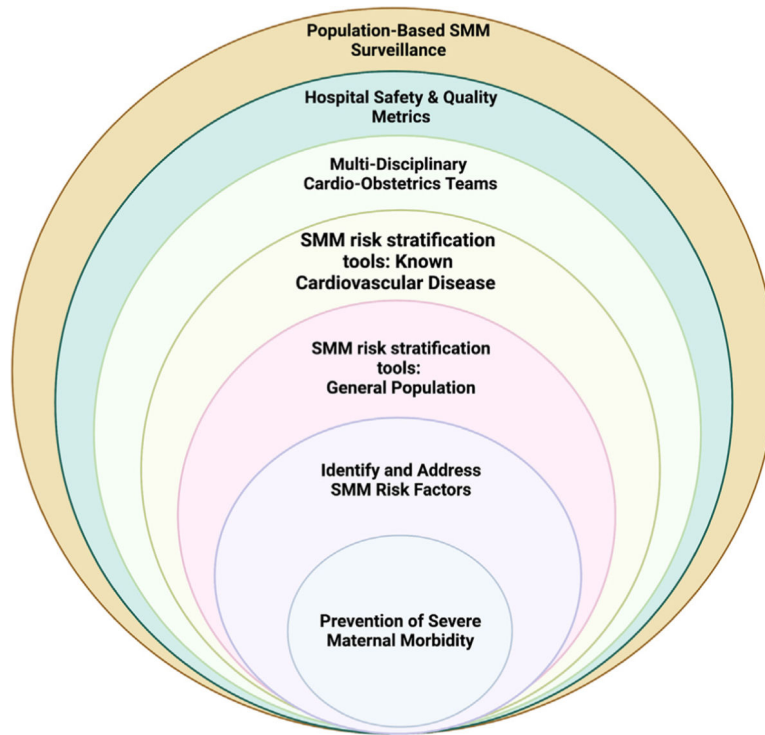 Population-Based SMM
Surveillance
Hospital Safety & Quality
Metrics
Multi-Disciplinary
Cardio-Obstetrics Teams
SMM risk stratification
tools: Known
Cardiovascular Disease
SMM risk stratification
tools:
General Population
Identify and Address
SMM Risk Factors
Prevention of Severe
Maternal Morbidity